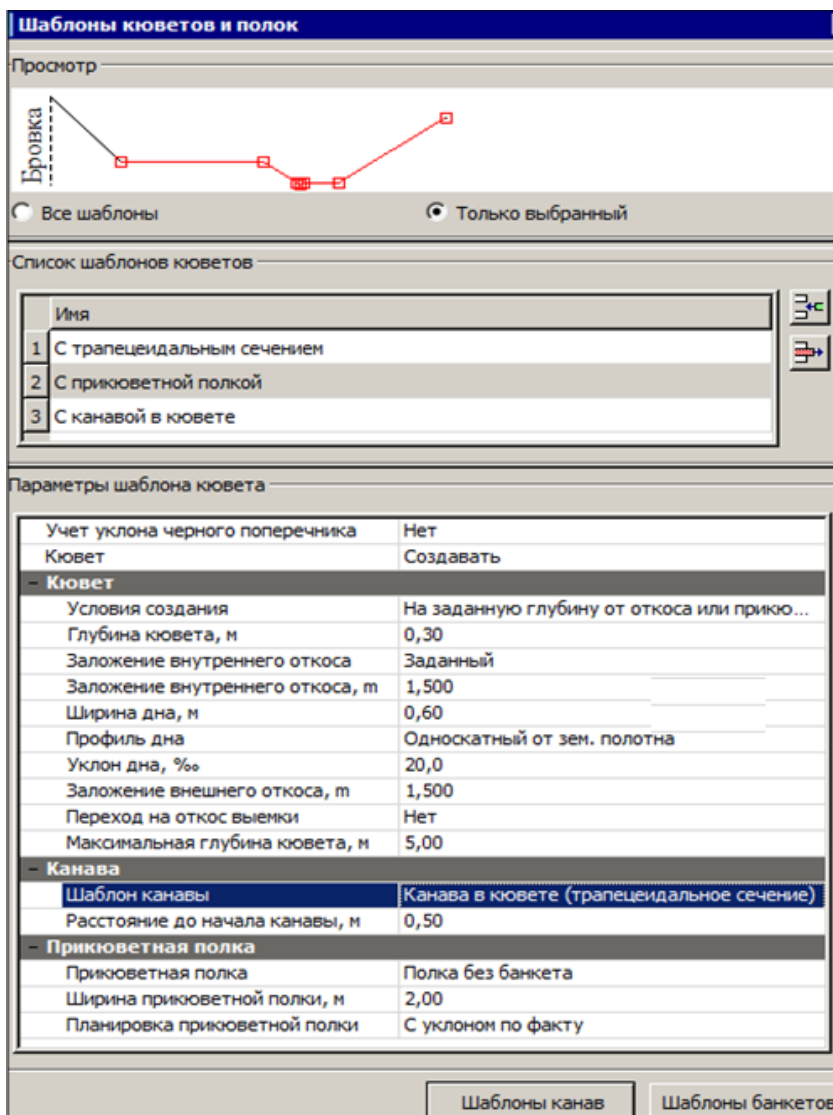 Шаблоны кюветов и полок
Просмотр
Бровка
Все шаблоны
Только выбранный
Список шаблонов кюветов
Имя
1 С трапецеидальным сечением
2 С прикюветной полкой
3 С канавой в кювете
Параметры шаблона кювета
Учет уклона черного поперечника Нет
Кювет Создавать
- Кювет
Условия создания На заданную глубину от откоса или прикю...
Глубина кювета, м 0,30
Заложение внутреннего откоса Заданный
Заложение внутреннего откоса, m 1,500
Ширина дна, м 0,60
Профиль дна Односкатный от зем. полотна
Уклон дна, ‰ 20,0
Заложение внешнего откоса, m 1,500
Переход на откос выемки Нет
Максимальная глубина кювета, м 5,00
- Канава
Шаблон канавы Канава в кювете (трапецеидальное сечение)
Расстояние до начала канавы, м 0,50
- Прикюветная полка
Прикюветная полка Полка без банкета
Ширина прикюветной полки, м 2,00
Планировка прикюветной полки С уклоном по факту
Шаблоны канав Шаблоны банкетов